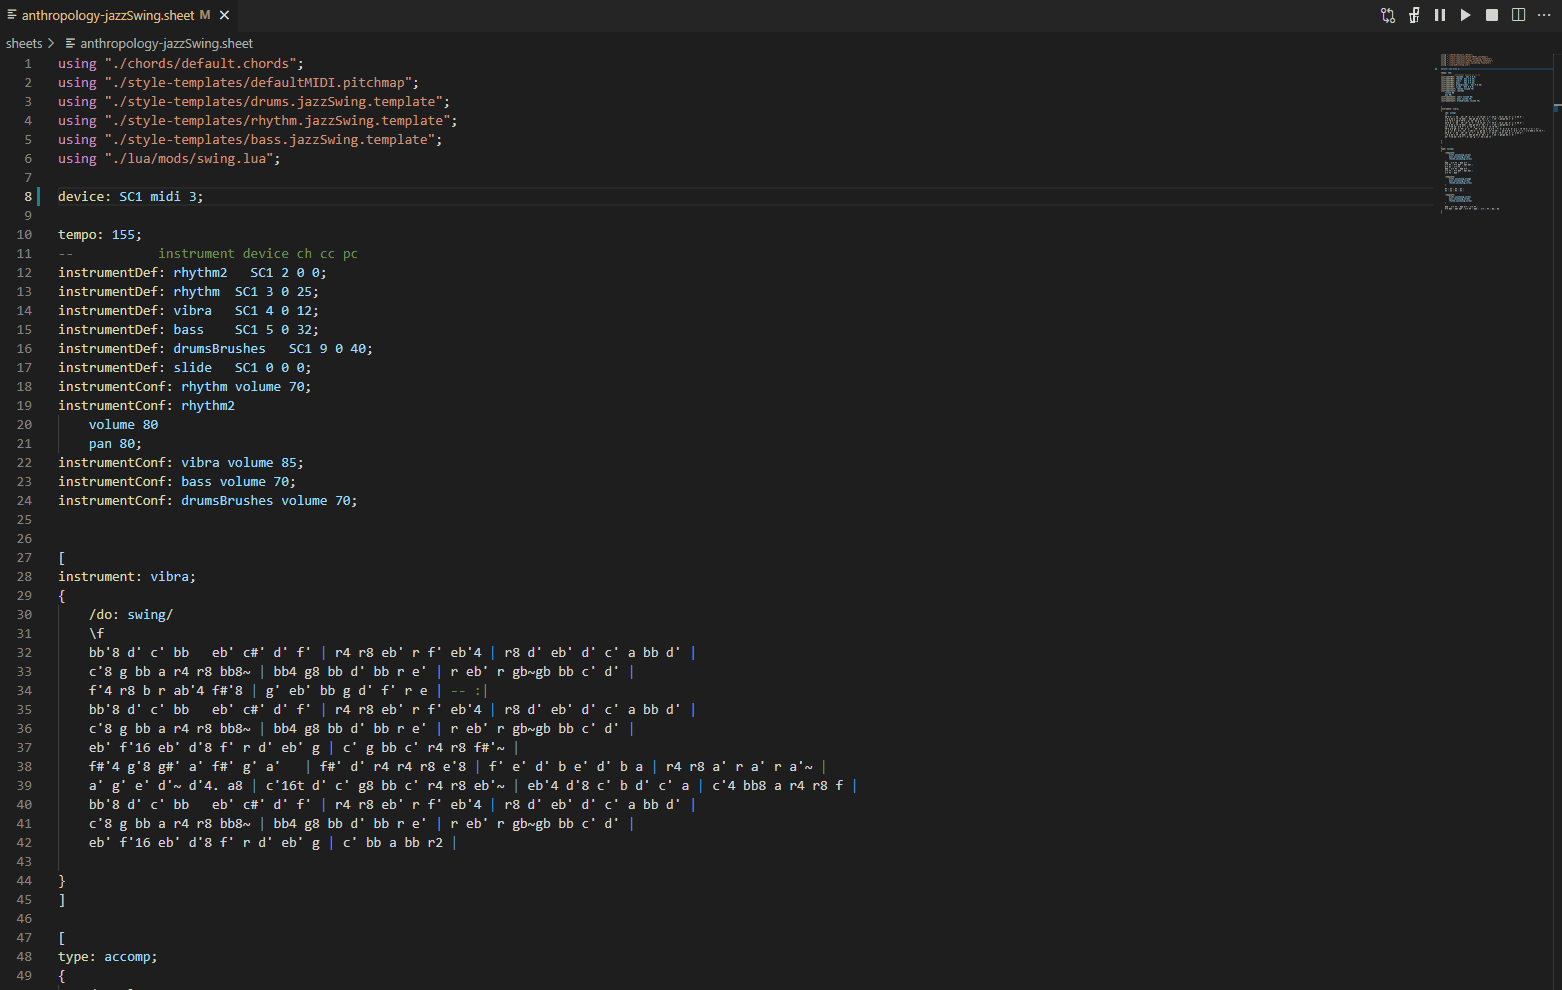 anthropology-jazzSwing.sheet M
sheets > anthropology-jazzSwing.sheet
1 using "./chords/default.chords";
2 using "./style-templates/defaultMIDI.pitchmap";
3 using "./style-templates/drums.jazzSwing.template";
4 using "./style-templates/rhythm.jazzSwing.template";
5 using "./style-templates/bass.jazzSwing.template";
6 using "./lua/mods/swing.lua";
7
8 device: SC1 midi 3;
9
10 tempo: 155;
11 -- instrument device ch cc pc
12 instrumentDef: rhythm2 SC1 2 0 0;
13 instrumentDef: rhythm SC1 3 0 25;
14 instrumentDef: vibra SC1 4 0 12;
15 instrumentDef: bass SC1 5 0 32;
16 instrumentDef: drumsBrushes SC1 9 0 40;
17 instrumentDef: slide SC1 0 0 0;
18 instrumentConf: rhythm volume 70;
19 instrumentConf: rhythm2
20 volume 80
21 pan 80;
22 instrumentConf: vibra volume 85;
23 instrumentConf: bass volume 70;
24 instrumentConf: drumsBrushes volume 70;
25
26
27 [
28 instrument: vibra;
29 {
30 /do: swing/
31 \f
32 bb'8 d' c' bb eb' c#' d' f' | r4 r8 eb' r f' eb'4 | r8 d' eb' d' c' a bb d' |
33 c'8 g bb a r4 r8 bb8~ | bb4 g8 bb d' bb r e' | r eb' r gb~gb bb c' d' |
34 f'4 r8 b r ab'4 f#'8 | g' eb' bb g d' f' r e | -- :|
35 bb'8 d' c' bb eb' c#' d' f' | r4 r8 eb' r f' eb'4 | r8 d' eb' d' c' a bb d' |
36 c'8 g bb a r4 r8 bb8~ | bb4 g8 bb d' bb r e' | r eb' r gb~gb bb c' d' |
37 eb' f'16 eb' d'8 f' r d' eb' g | c' g bb c' r4 r8 f#'~ |
38 f#'4 g'8 g#' a' f#' g' a' | f#' d' r4 r4 r8 e'8 | f' e' d' b e' d' b a | r4 r8 a' r a' r a'~ |
39 a' g' e' d'~ d'4. a8 | c'16t d' c' g8 bb c' r4 r8 eb'~ | eb'4 d'8 c' b d' c' a | c'4 bb8 a r4 r8 f |
40 bb'8 d' c' bb eb' c#' d' f' | r4 r8 eb' r f' eb'4 | r8 d' eb' d' c' a bb d' |
41 c'8 g bb a r4 r8 bb8~ | bb4 g8 bb d' bb r e' | r eb' r gb~gb bb c' d' |
42 eb' f'16 eb' d'8 f' r d' eb' g | c' bb a bb r2 |
43
44 }
45 ]
46
47 [
48 type: accomp;
49 {